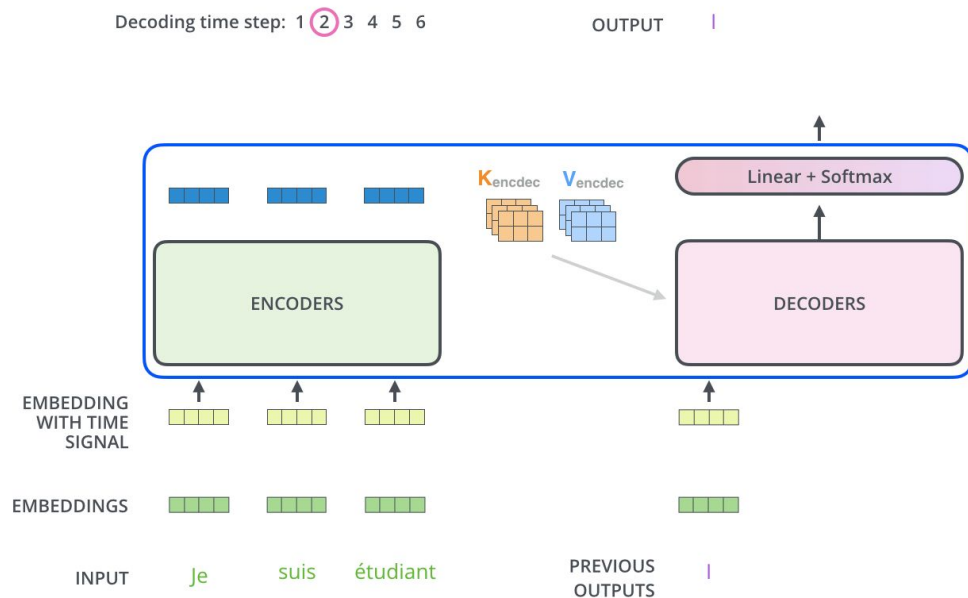 Decoding time step: 1 2 3 4 5 6
OUTPUT I
Kencdec Vencdec
Linear + Softmax
ENCODERS
DECODERS
EMBEDDING
WITH TIME
SIGNAL
EMBEDDINGS
INPUT Je suis étudiant
PREVIOUS
OUTPUTS
I